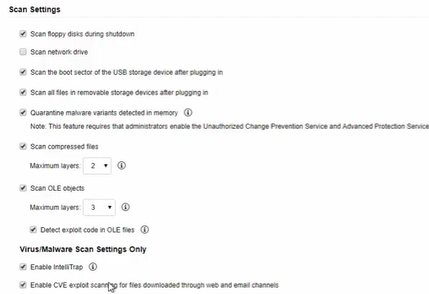 Scan Settings
Scan floppy disks during shutdown
Scan network drive
Scan the boot sector of the USB storage device after plugging in
Scan all files in removable storage devices after plugging in
Quarantine malware variants detected in memory
Note: This feature requires that administrators enable the Unauthorized Change Prevention Service and Advanced Protection Service
Scan compressed files
Maximum layers: 2
Scan OLE objects
Maximum layers: 3
Detect exploit code in OLE files
Virus/Malware Scan Settings Only
Enable IntelliTrap
Enable CVE exploit scanning for files downloaded through web and email channels